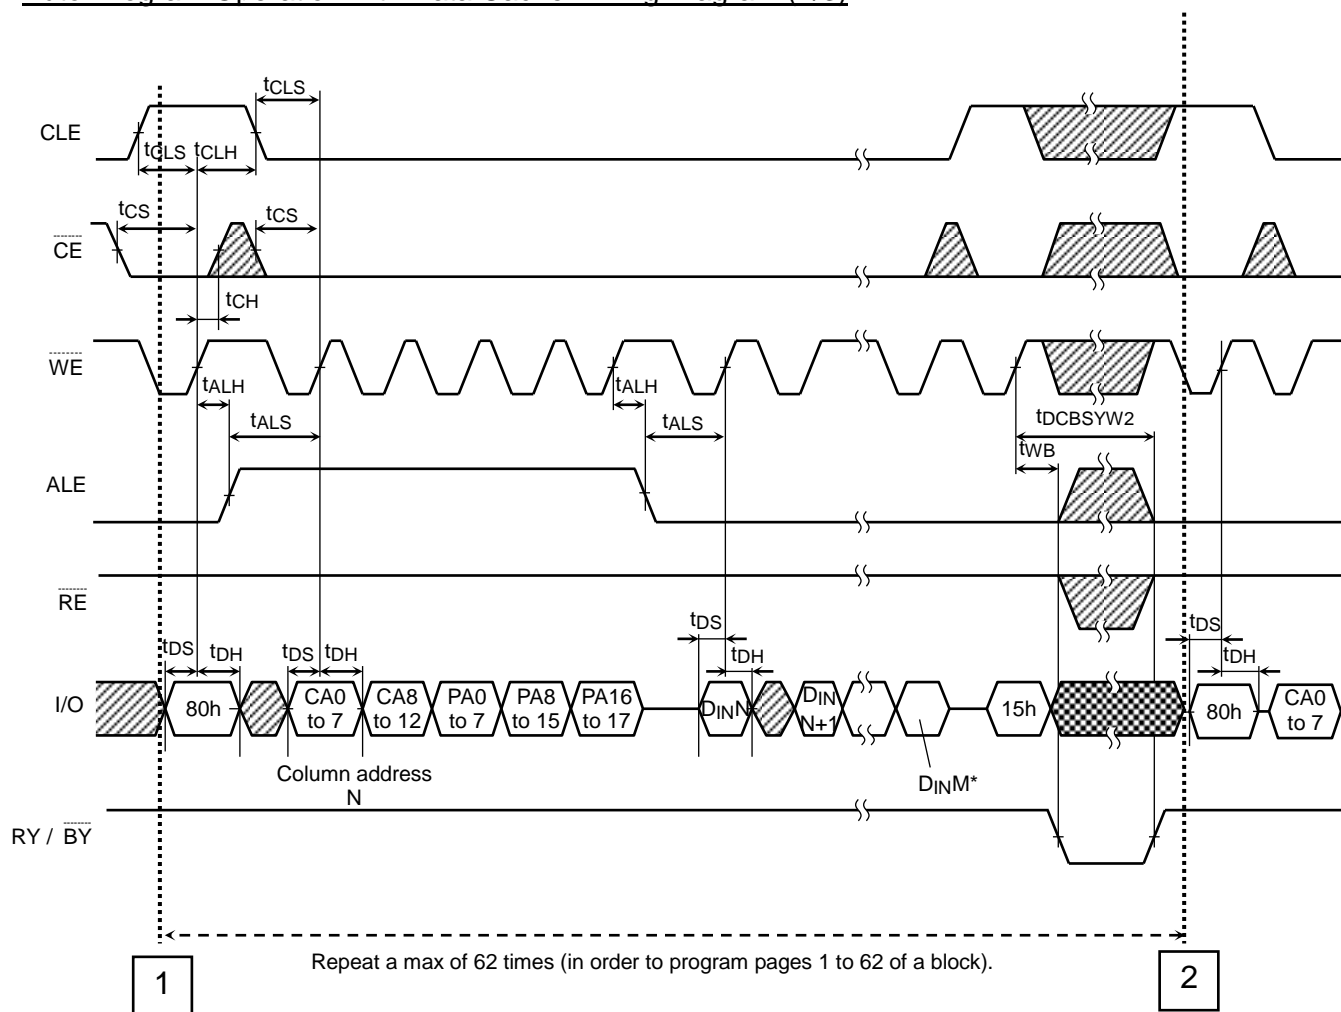 tCLS
CLE
tCLS tCLH
tCS tCS
CE
tCH
WE
tALH tALH
tALS tALS tDCBSYW2
tWB
ALE
RE
tDS tDS
tDS tDH tDS tDH tDH tDH
I/O 80h CA0 to 7 CA8 to 12 PA0 to 7 PA8 to 15 PA16 to 17 DINN DIN N+1 15h 80h CA0 to 7
Column address
N
DINM*
RY / BY
Repeat a max of 62 times (in order to program pages 1 to 62 of a block).
1 2